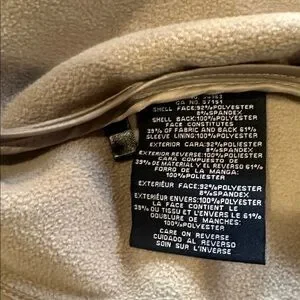 CA NO. 57151
SHELL FACE:92%POLYESTER
8%SPANDEX
SHELL BACK:100%POLYESTER
FACE CONSTITUTES
39% OF FABRIC AND BACK 61%
SLEEVE LINING:100%POLYESTER
EXTERIOR CARA:92%POLIESTER
8%SPANDEX
EXTERIOR REVERSE:100%POLIESTER
CARA COMPUESTO DE
39% DE MATERIAL Y EL REVERSO 61%
FORRO DE LA MANGA:
100%POLIESTER
EXTÉRIEUR FACE:92%POLYESTER
8%SPANDEX
EXTÉRIEUR ENVERS:100%POLYESTER
LA FACE CONTIENT LE
39% DU TISSU ET L'ENVERS LE 61%
DOUBLURE DE MANCHES:
100%POLYESTER
CARE ON REVERSE
CUIDADO AL REVERSO
SOIN SUR L'INVERSE